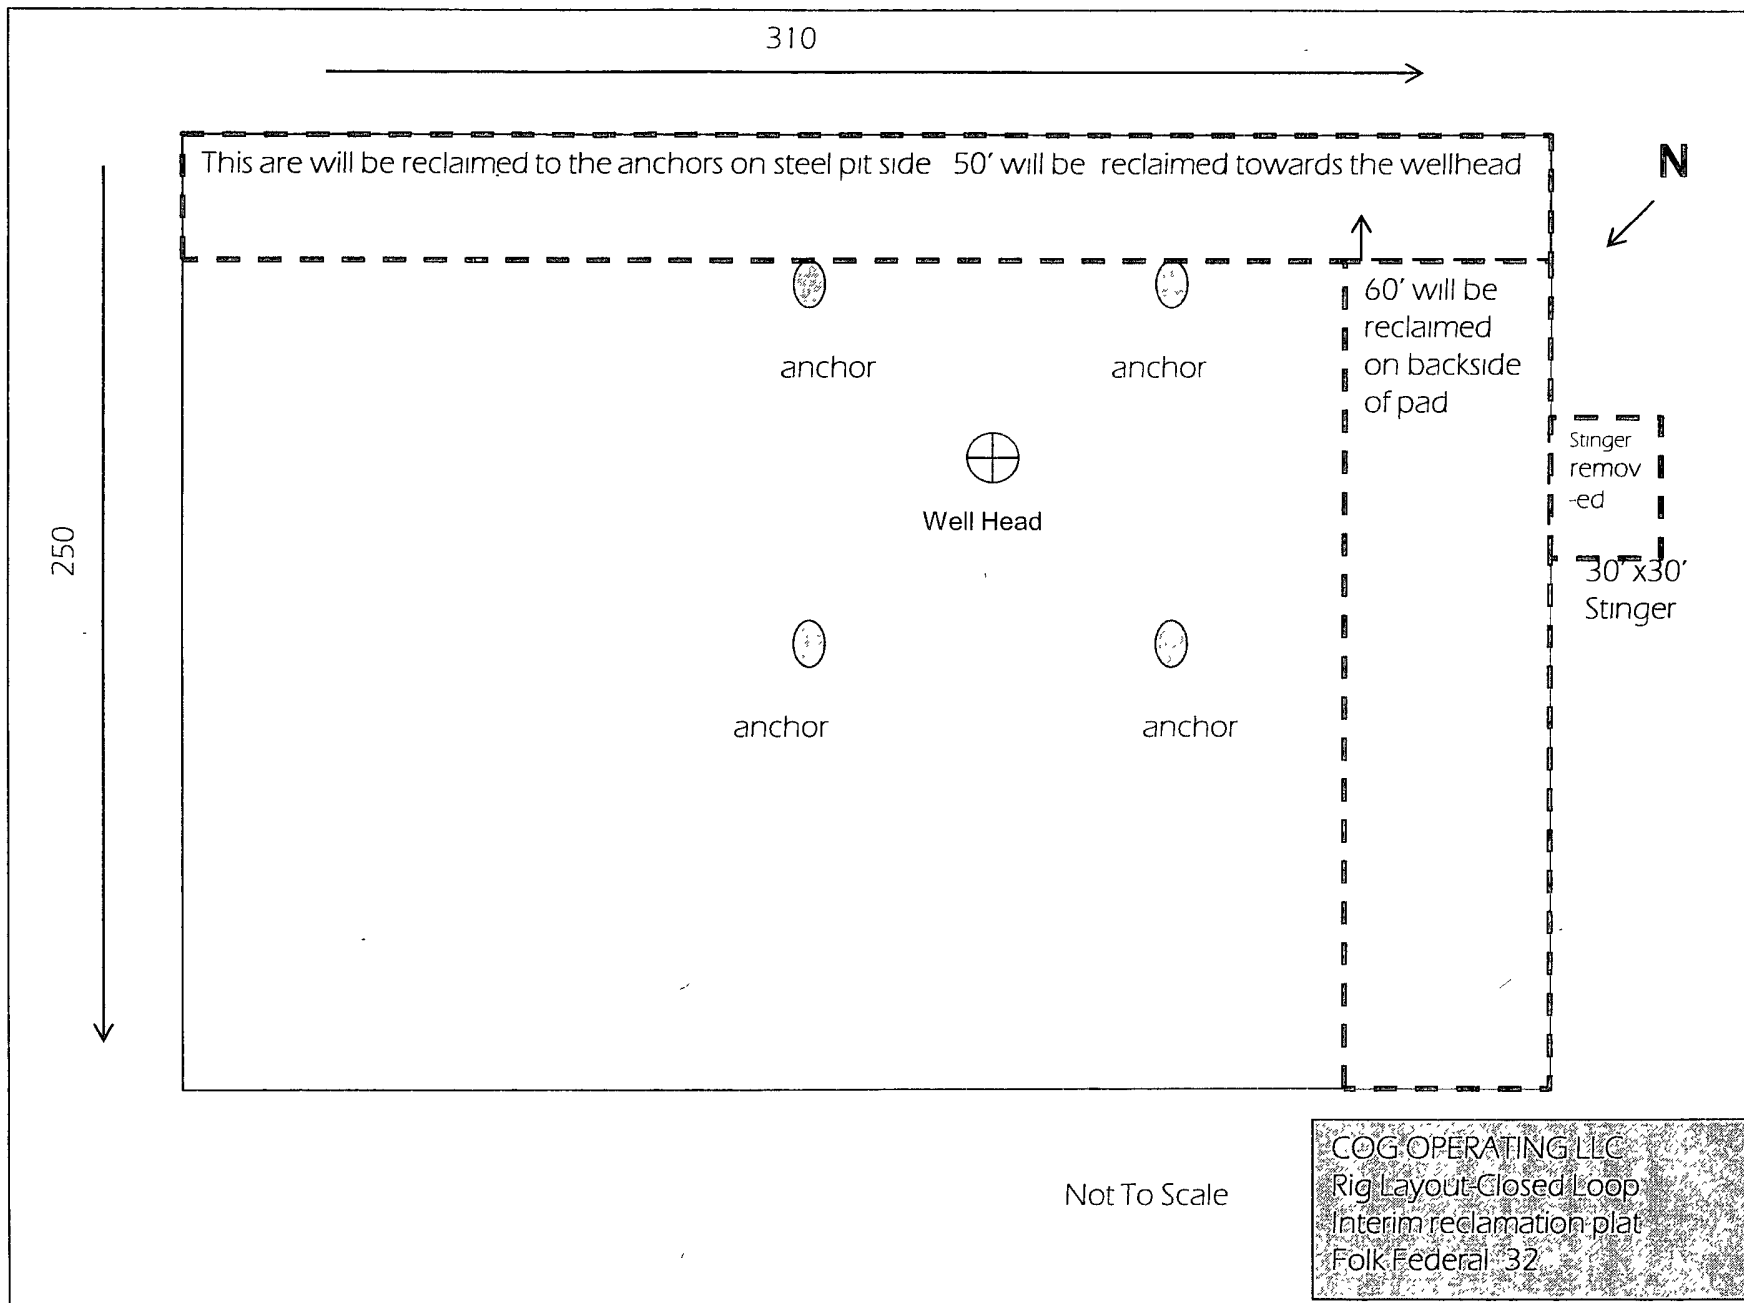 310
This are will be reclaimed to the anchors on steel pit side 50' will be reclaimed towards the wellhead
N
60' will be
reclaimed
on backside
of pad
anchor
anchor
Stinger
remov
-ed
Well Head
250
30' x30'
Stinger
anchor
anchor
Not To Scale
COG OPERATING LLC
Rig Layout-Closed Loop
Interim reclamation plat
Folk Federal 32